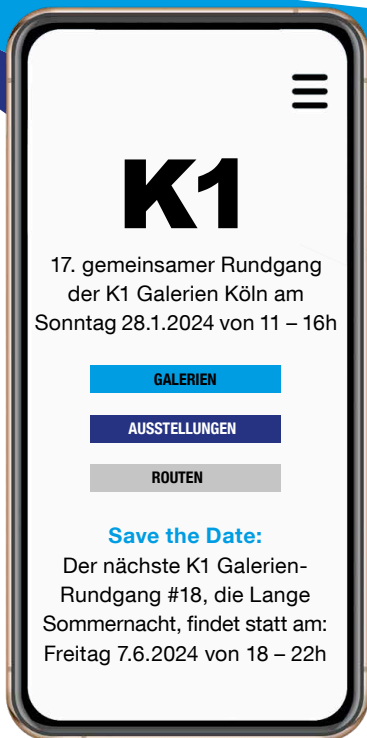 K1
17. gemeinsamer Rundgang
der K1 Galerien Köln am
Sonntag 28.1.2024 von 11 – 16h
GALERIEN
AUSSTELLUNGEN
ROUTEN
Save the Date:
Der nächste K1 Galerien-
Rundgang #18, die Lange
Sommernacht, findet statt am:
Freitag 7.6.2024 von 18 – 22h